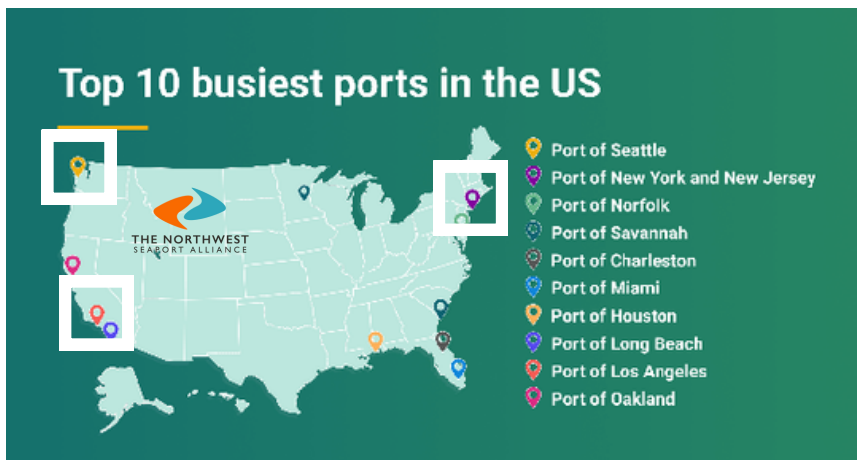 Top 10 busiest ports in the US
THE NORTHWEST
SEAPORT ALLIANCE
Port of Seattle
Port of New York and New Jersey
Port of Norfolk
Port of Savannah
Port of Charleston
Port of Miami
Port of Houston
Port of Long Beach
Port of Los Angeles
Port of Oakland